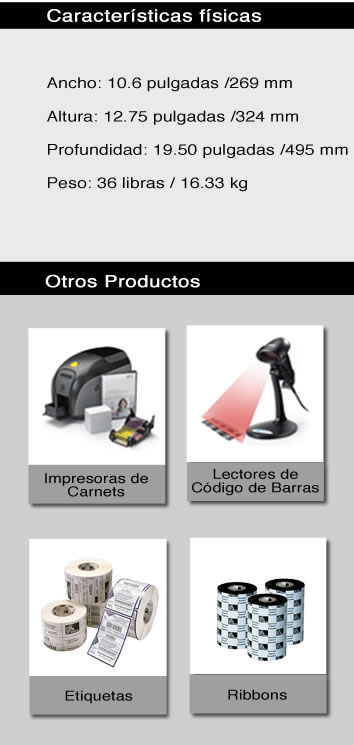 Características físicas
Ancho: 10.6 pulgadas /269 mm
Altura: 12.75 pulgadas /324 mm
Profundidad: 19.50 pulgadas /495 mm
Peso: 36 libras / 16.33 kg
Otros Productos
Impresoras de
Carnets
Lectores de
Código de Barras
Etiquetas
Ribbons